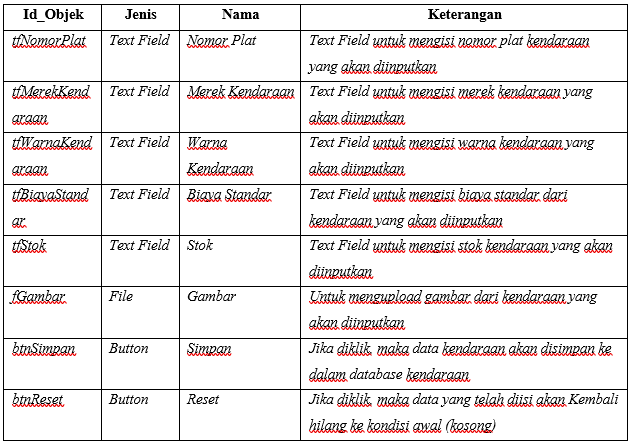 Id_Objek Jenis Nama Keterangan
tfNomorPlat Text Field Nomor Plat Text Field untuk mengisi nomor plat kendaraan
yang akan diinputkan
tfMerekKend Text Field Merek Kendaraan Text Field untuk mengisi merek kendaraan yang
araan akan diinputkan
tfWarnaKend Text Field Warna Text Field untuk mengisi warna kendaraan yang
araan Kendaraan akan diinputkan
tfBiayaStand Text Field Biaya Standar Text Field untuk mengisi biaya standar dari
ar kendaraan yang akan diinputkan
tfStok Text Field Stok Text Field untuk mengisi stok kendaraan yang akan
diinputkan
fGambar File Gambar Untuk mengupload gambar dari kendaraan yang
akan diinputkan
btnSimpan Button Simpan Jika diklik, maka data kendaraan akan disimpan ke
dalam database kendaraan
btnReset Button Reset Jika diklik, maka data yang telah diisi akan Kembali
hilang ke kondisi awal (kosong)